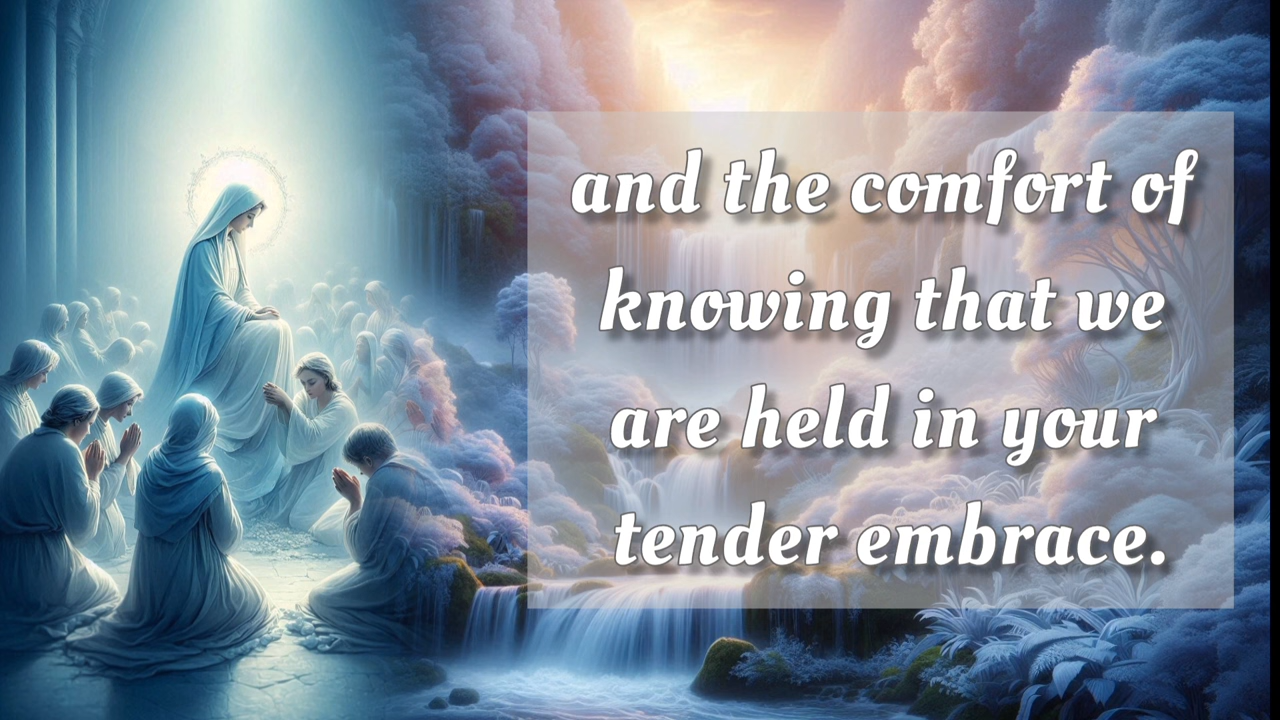 and the comfort of
knowing that we
are held in your
tender embrace.